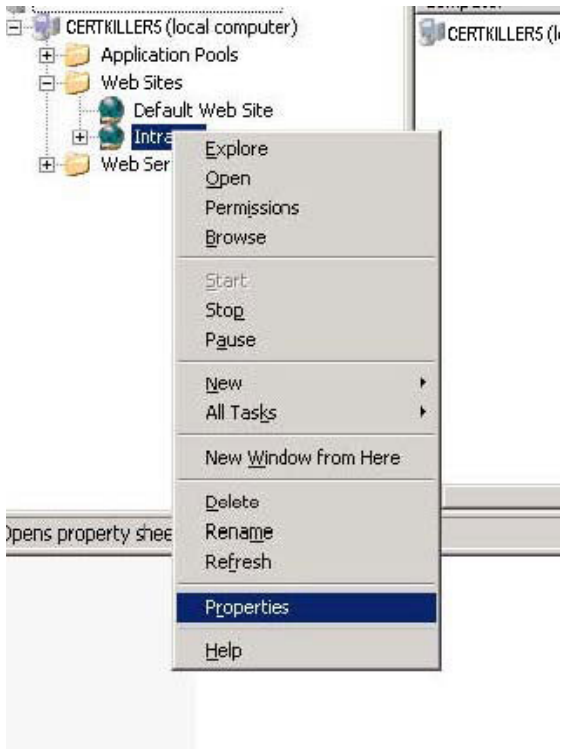 CERTKILLER5 (local computer)
Application Pools
Web Sites
Default Web Site
Intra
Web Ser
CERTKILLER5 (l
Explore
Open
Permissions
Browse
Start
Stop
Pause
New
All Tasks
New Window from Here
Delete
Rename
Refresh
Properties
Help
Opens property shee